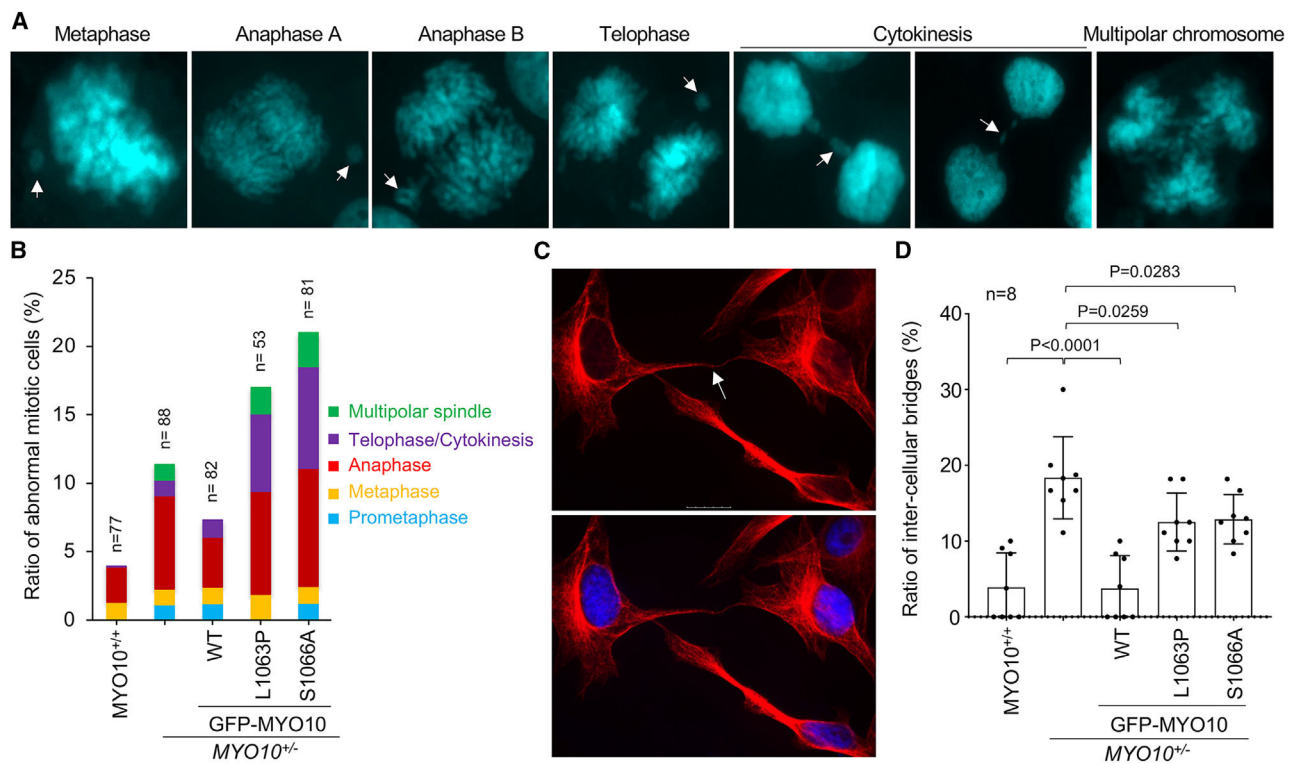 A
Metaphase
Anaphase A
Anaphase B
Telophase
Cytokinesis
Multipolar chromosome
B
Ratio of abnormal mitotic cells (%)
25
20
15
10
5
0
n=77
n= 88
n= 82
n= 53
n= 81
Multipolar spindle
Telophase/Cytokinesis
Anaphase
Metaphase
Prometaphase
MYO10+/+
WT
L1063P
S1066A
GFP-MYO10
MYO10+/-
C
D
P=0.0283
n=8
P=0.0259
P<0.0001
Ratio of inter-cellular bridges (%)
40
30
20
10
0
MYO10+/+
WT
L1063P
S1066A
GFP-MYO10
MYO10+/-